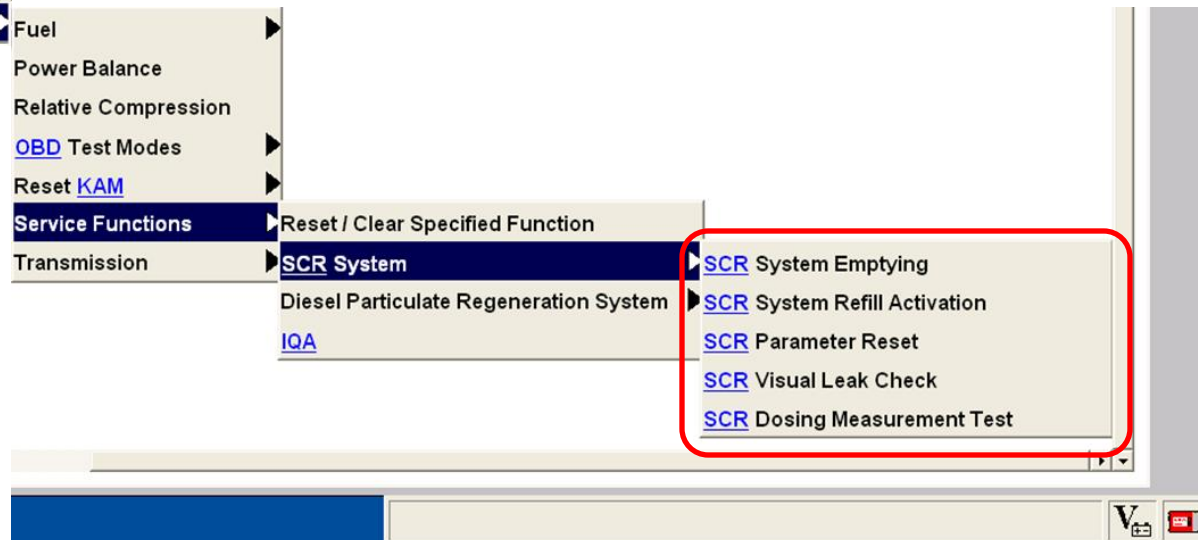 Fuel
Power Balance
Relative Compression
OBD Test Modes
Reset KAM
Service Functions
Transmission
Reset / Clear Specified Function
SCR System
Diesel Particulate Regeneration System
IQA
SCR System Emptying
SCR System Refill Activation
SCR Parameter Reset
SCR Visual Leak Check
SCR Dosing Measurement Test
V